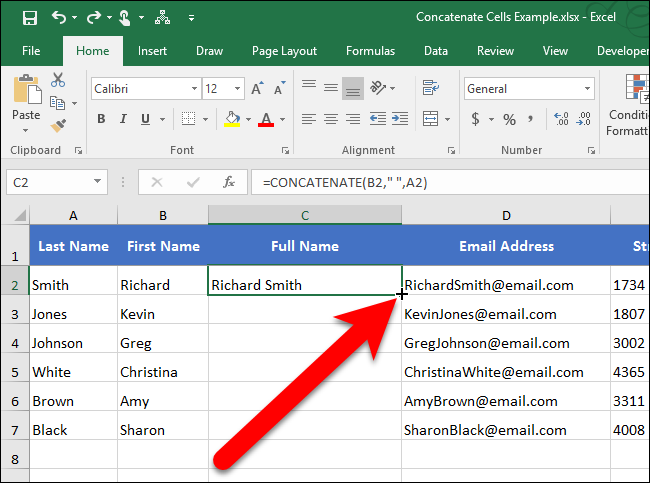 Concatenate Cells Example.xlsx - Excel
File Home Insert Draw Page Layout Formulas Data Review View Developer
Calibri 12 A A General
Paste B I U A $ % , .00 .0 Condition
Formatt
Clipboard Font Alignment Number
C2 fx =CONCATENATE(B2," ",A2)
A B C D
1 Last Name First Name Full Name Email Address St
2 Smith Richard Richard Smith RichardSmith@email.com 1734
3 Jones Kevin KevinJones@email.com 1807
4 Johnson Greg GregJohnson@email.com 3002
5 White Christina ChristinaWhite@email.com 4365
6 Brown Amy AmyBrown@email.com 3311
7 Black Sharon SharonBlack@email.com 4008
8